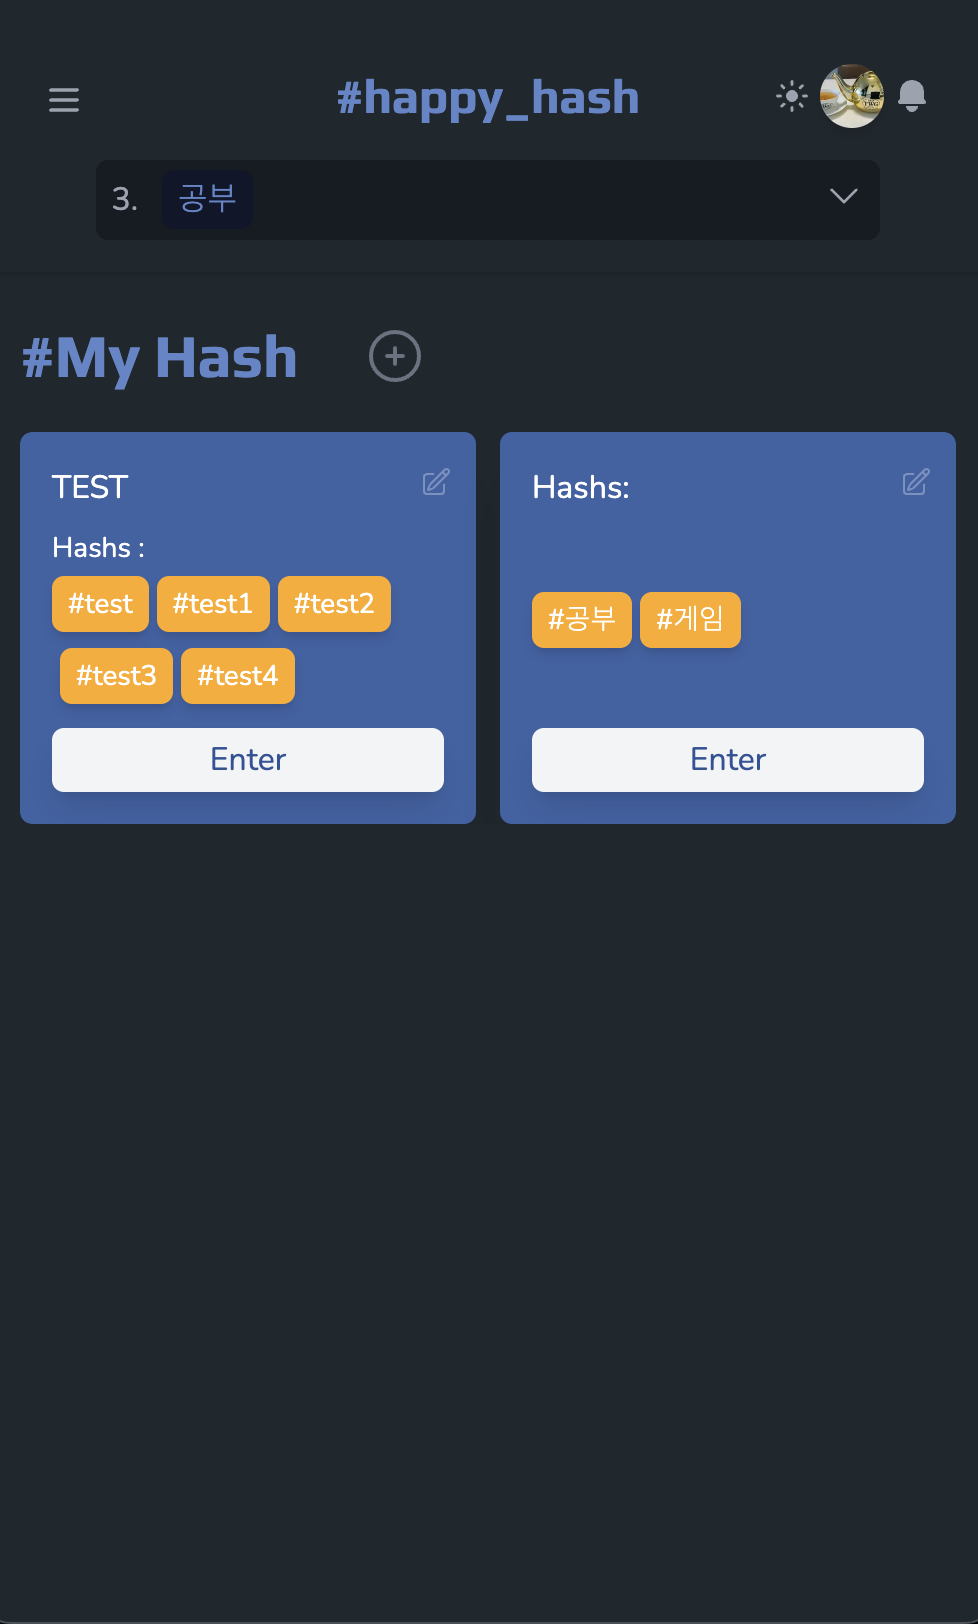 #happy_hash
3. 공부
#My Hash
TEST
Hashs :
#test #test1 #test2
#test3 #test4
Enter
Hashs:
#공부 #게임
Enter